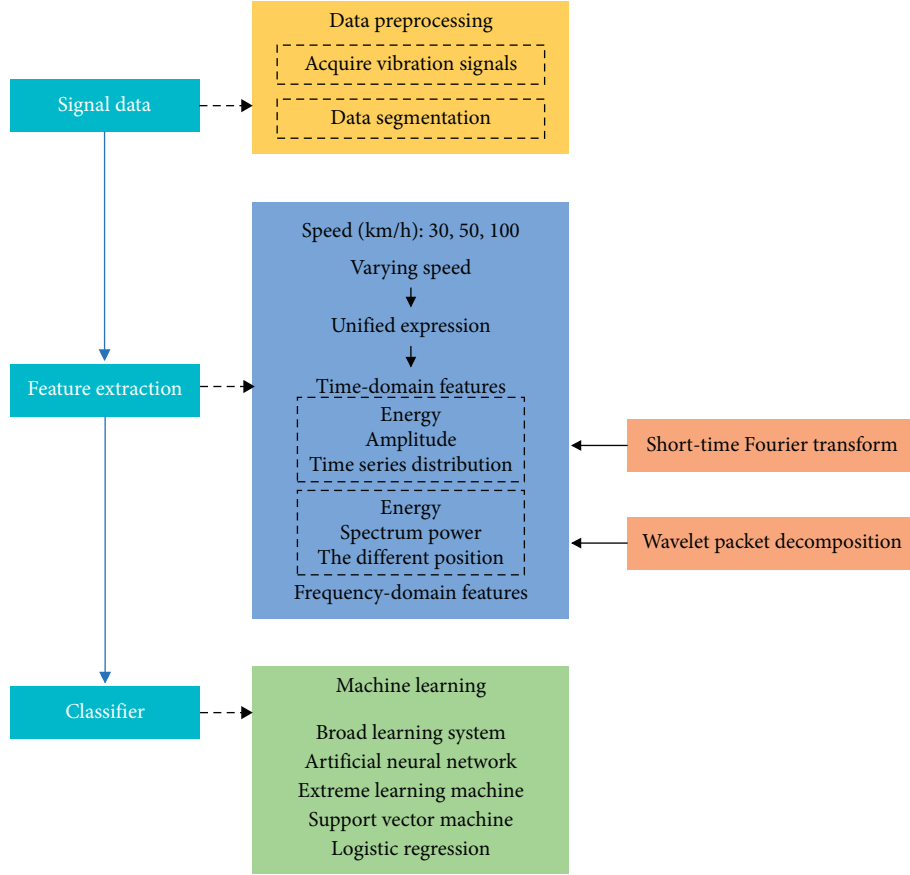 Data preprocessing
Acquire vibration signals
Signal data
Data segmentation
Speed (km/h): 30, 50, 100
Varying speed
Unified expression
Feature extraction
Time-domain features
Energy
Amplitude
Time series distribution
Short-time Fourier transform
Energy
Spectrum power
The different position
Wavelet packet decomposition
Frequency-domain features
Classifier
Machine learning
Broad learning system
Artificial neural network
Extreme learning machine
Support vector machine
Logistic regression